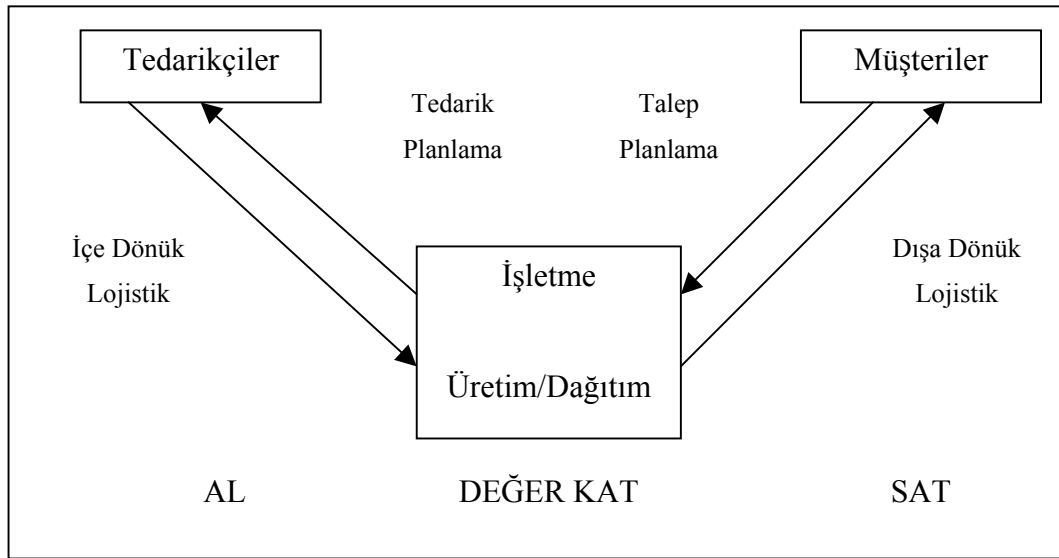 Tedarikçiler
Müşteriler
Tedarik
Planlama
Talep
Planlama
İçe Dönük
Lojistik
Dışa Dönük
Lojistik
İşletme
Üretim/Dağıtım
AL
DEĞER KAT
SAT